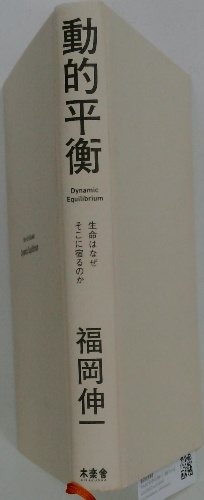 動的平衡
Dynamic
Equilibrium
生命はなぜ
そこに宿るのか
福岡伸一
木楽舎